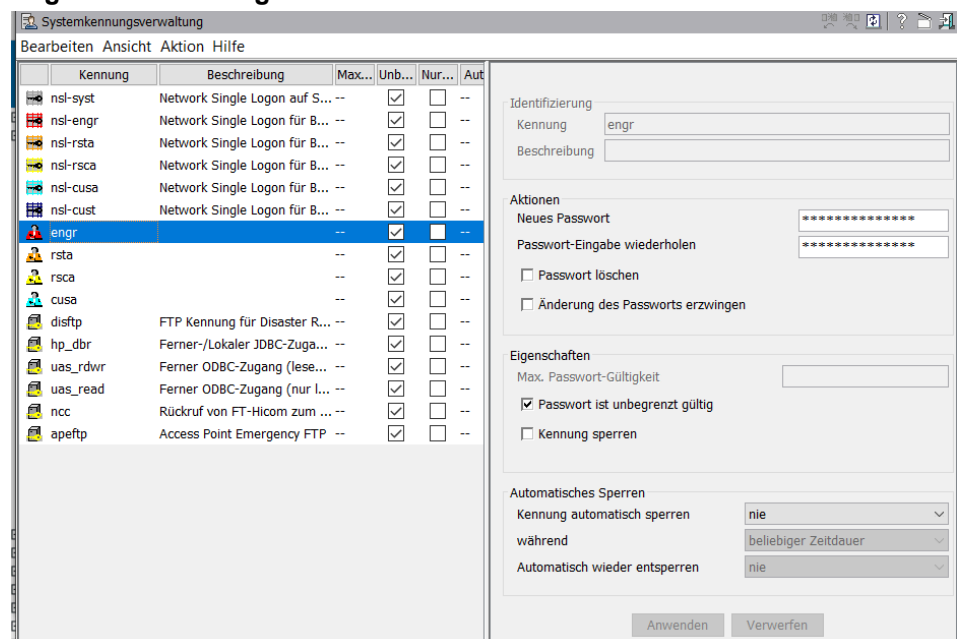 Systemkennungsverwaltung
Bearbeiten Ansicht Aktion Hilfe
Kennung Beschreibung Max... Unb... Nur... Aut
nsl-syst Network Single Logon auf S... -- --
nsl-engr Network Single Logon für B... -- --
nsl-rsta Network Single Logon für B... -- --
nsl-rsca Network Single Logon für B... -- --
nsl-cusa Network Single Logon für B... -- --
nsl-cust Network Single Logon für B... -- --
engr -- --
rsta -- --
rsca -- --
cusa -- --
disftp FTP Kennung für Disaster R... -- --
hp_dbr Ferner-/Lokaler JDBC-Zuga... -- --
uas_rdwr Ferner ODBC-Zugang (lese... -- --
uas_read Ferner ODBC-Zugang (nur l... -- --
ncc Rückruf von FT-Hicom zum ... -- --
apeftp Access Point Emergency FTP -- --
Identifizierung
Kennung engr
Beschreibung
Aktionen
Neues Passwort **************
Passwort-Eingabe wiederholen **************
Passwort löschen
Änderung des Passworts erzwingen
Eigenschaften
Max. Passwort-Gültigkeit
Passwort ist unbegrenzt gültig
Kennung sperren
Automatisches Sperren
Kennung automatisch sperren nie
während beliebiger Zeitdauer
Automatisch wieder entsperren nie
Anwenden Verwerfen